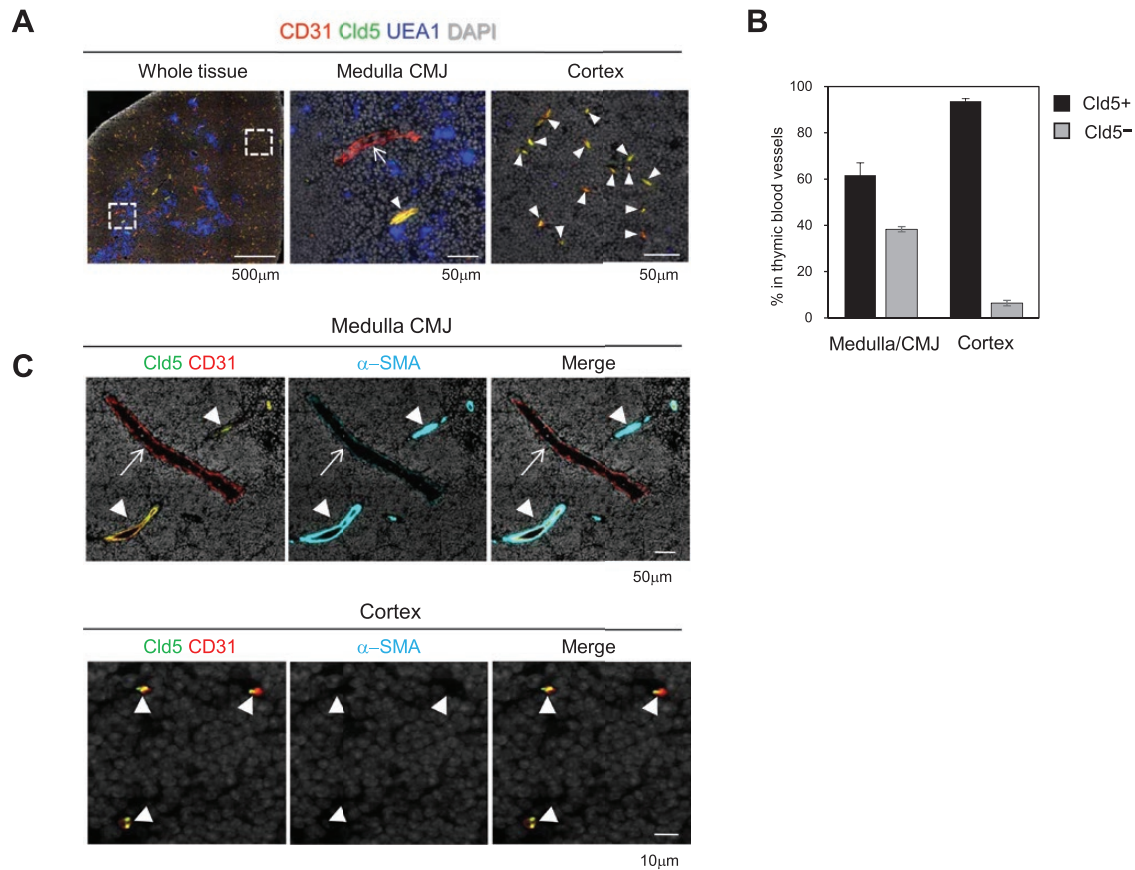 A
CD31 Cld5 UEA1 DAPI
Whole tissue Medulla CMJ Cortex
500μm 50μm 50μm
B
% in thymic blood vessels
100
80
60
40
20
0
Medulla/CMJ Cortex
Cld5+
Cld5−
C
Medulla CMJ
Cld5 CD31 α−SMA Merge
50μm
Cortex
Cld5 CD31 α−SMA Merge
10μm